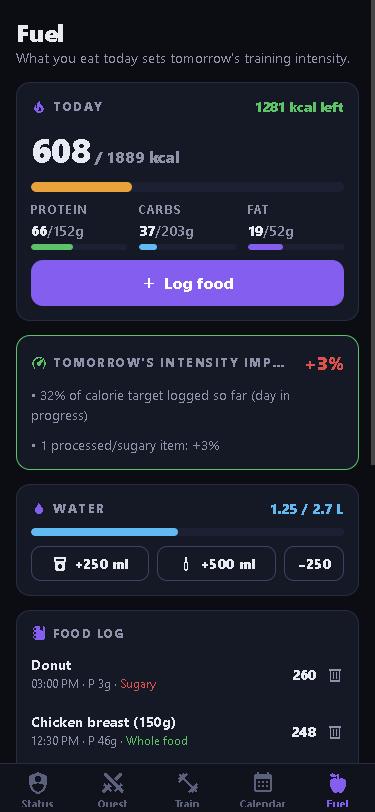 Fuel
What you eat today sets tomorrow's training intensity.
TODAY 1281 kcal left
608 / 1889 kcal
PROTEIN CARBS FAT
66/152g 37/203g 19/52g
+ Log food
TOMORROW'S INTENSITY IMP... +3%
• 32% of calorie target logged so far (day in
progress)
• 1 processed/sugary item: +3%
WATER 1.25 / 2.7 L
+250 ml +500 ml −250
FOOD LOG
Donut 260
03:00 PM · P 3g · Sugary
Chicken breast (150g) 248
12:30 PM · P 46g · Whole food
Status Quest Train Calendar Fuel